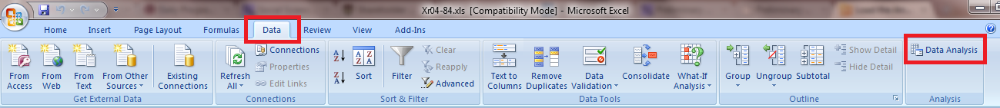 Xr04-84.xls [Compatibility Mode] - Microsoft Excel
Home Insert Page Layout Formulas Data Review View Add-Ins
From Access
From Web
From Text
From Other Sources
Existing Connections
Get External Data
Refresh All
Connections
Properties
Edit Links
Connections
A
Z
Z
A
Z A
A Z
Sort
Filter
Clear
Reapply
Advanced
Sort & Filter
Text to Columns
Remove Duplicates
Data Validation
Consolidate
What-If Analysis
Data Tools
Group
Ungroup
Subtotal
Show Detail
Hide Detail
Outline
Data Analysis
Analysis